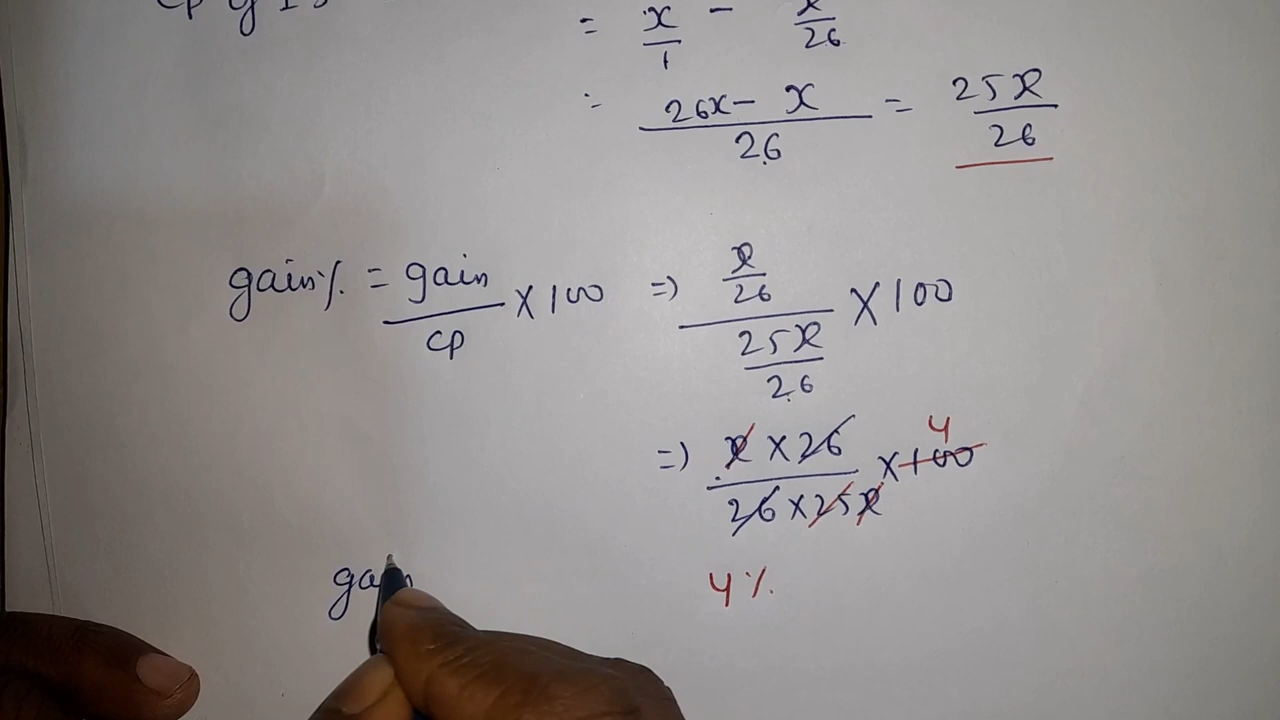 = x/1 - x/26
= 26x - x / 26 = 25x / 26
gain% = gain / cp × 100 => x/26 / 25x/26 × 100
=> x × 26 / 26 × 25x × 100 4
gain 4%